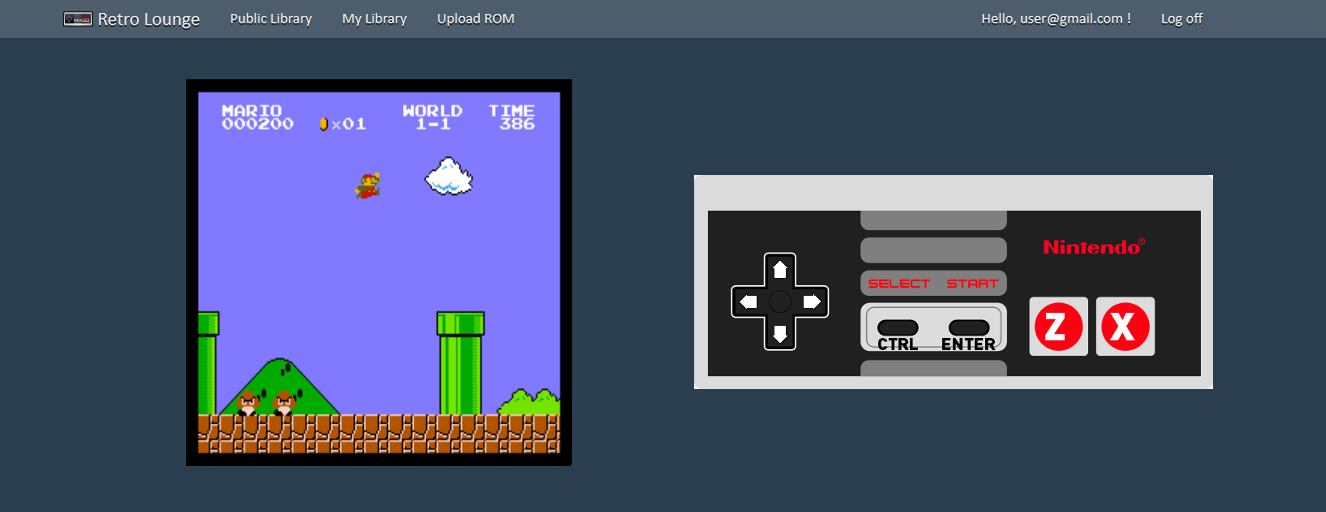 Retro Lounge Public Library My Library Upload ROM Hello, user@gmail.com ! Log off
MARIO WORLD TIME
000200 x01 1-1 386
Nintendo®
SELECT START
Z X
CTRL ENTER